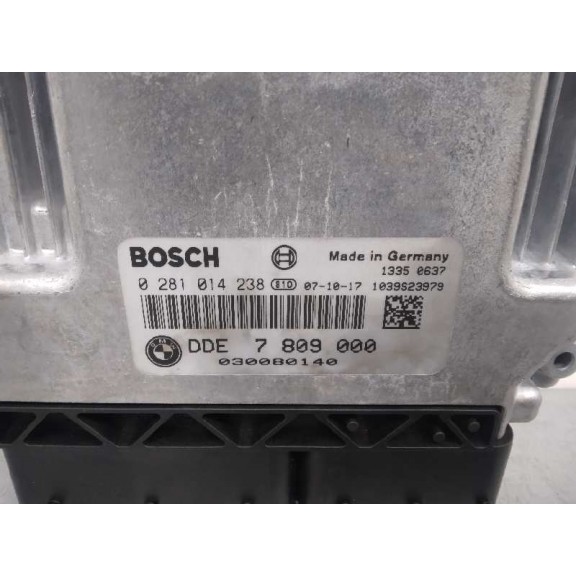 BOSCH Made in Germany
1335 0637
0 281 014 238 810 07-10-17 1039S23979
DDE 7 809 000
030080140